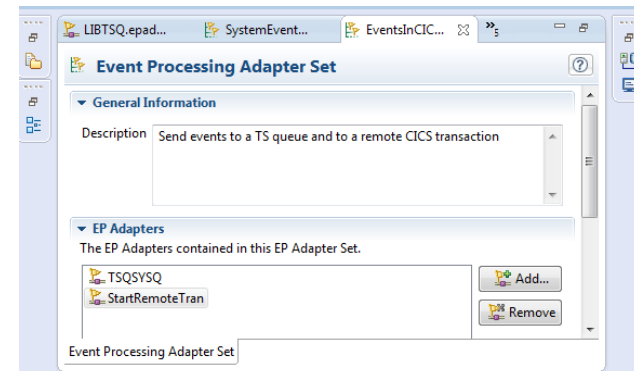 LIBTSQ.epad... SystemEvent... EventsInCIC... »5
Event Processing Adapter Set
General Information
Description Send events to a TS queue and to a remote CICS transaction
EP Adapters
The EP Adapters contained in this EP Adapter Set.
TSQSYSQ Add...
StartRemoteTran Remove
Event Processing Adapter Set